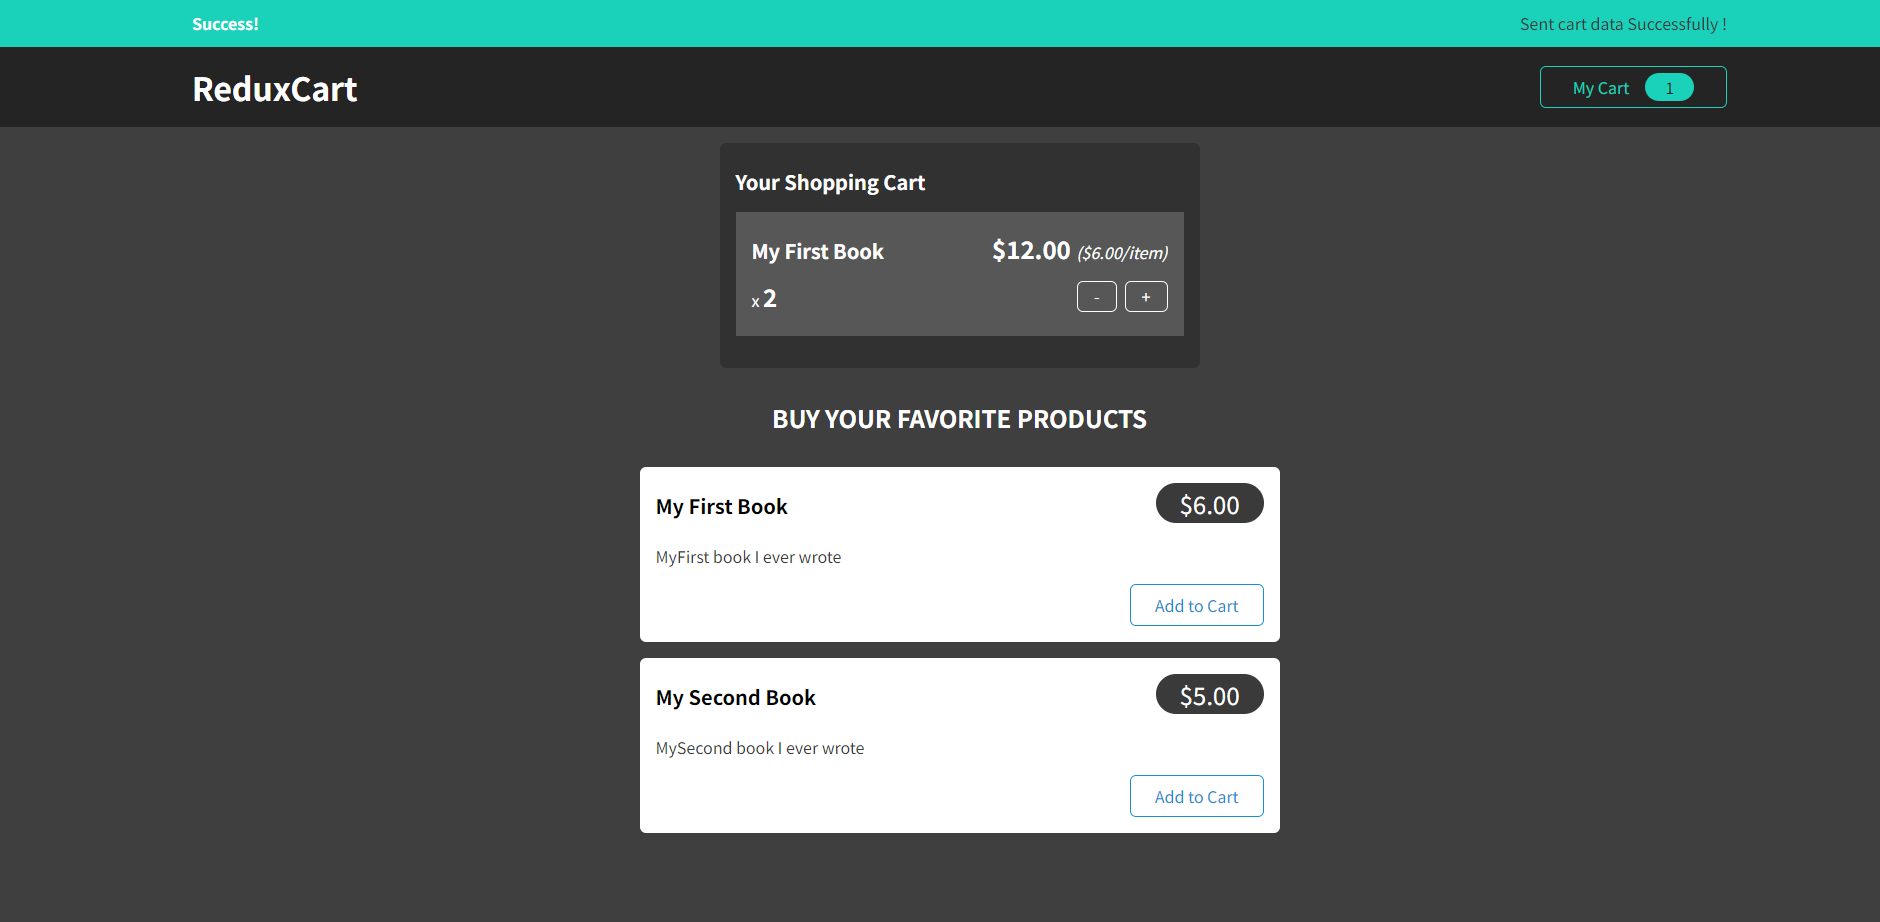 Success! Sent cart data Successfully !
ReduxCart My Cart 1
Your Shopping Cart
My First Book $12.00 ($6.00/item)
x 2 - +
BUY YOUR FAVORITE PRODUCTS
My First Book $6.00
MyFirst book I ever wrote
Add to Cart
My Second Book $5.00
MySecond book I ever wrote
Add to Cart